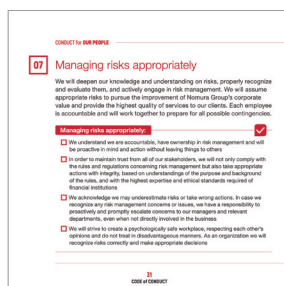 CONDUCT for OUR PEOPLE
07 Managing risks appropriately
We will deepen our knowledge and understanding on risks, properly recognize
and evaluate them, and actively engage in risk management. We will assume
appropriate risks to pursue the improvement of Nomura Group's corporate
value and provide the highest quality of services to our clients. Each employee
is accountable and will work together to prepare for all possible contingencies.
Managing risks appropriately:
We understand we are accountable, have ownership in risk management and will
be proactive in mind and action without leaving things to others
In order to maintain trust from all of our stakeholders, we will not only comply with
the rules and regulations concerning risk management but also take appropriate
actions with integrity, based on understandings of the purpose and background
of the rules, and with the highest expertise and ethical standards required of
financial institutions
We acknowledge we may underestimate risks or take wrong actions. In case we
recognize any risk management concerns or issues, we have a responsibility to
proactively and promptly escalate concerns to our managers and relevant
departments, even when not directly involved in the business
We will strive to create a psychologically safe workplace, respecting each other's
opinions and do not treat in disadvantageous manners. As an organization we will
recognize risks correctly and make appropriate decisions
31
CODE of CONDUCT